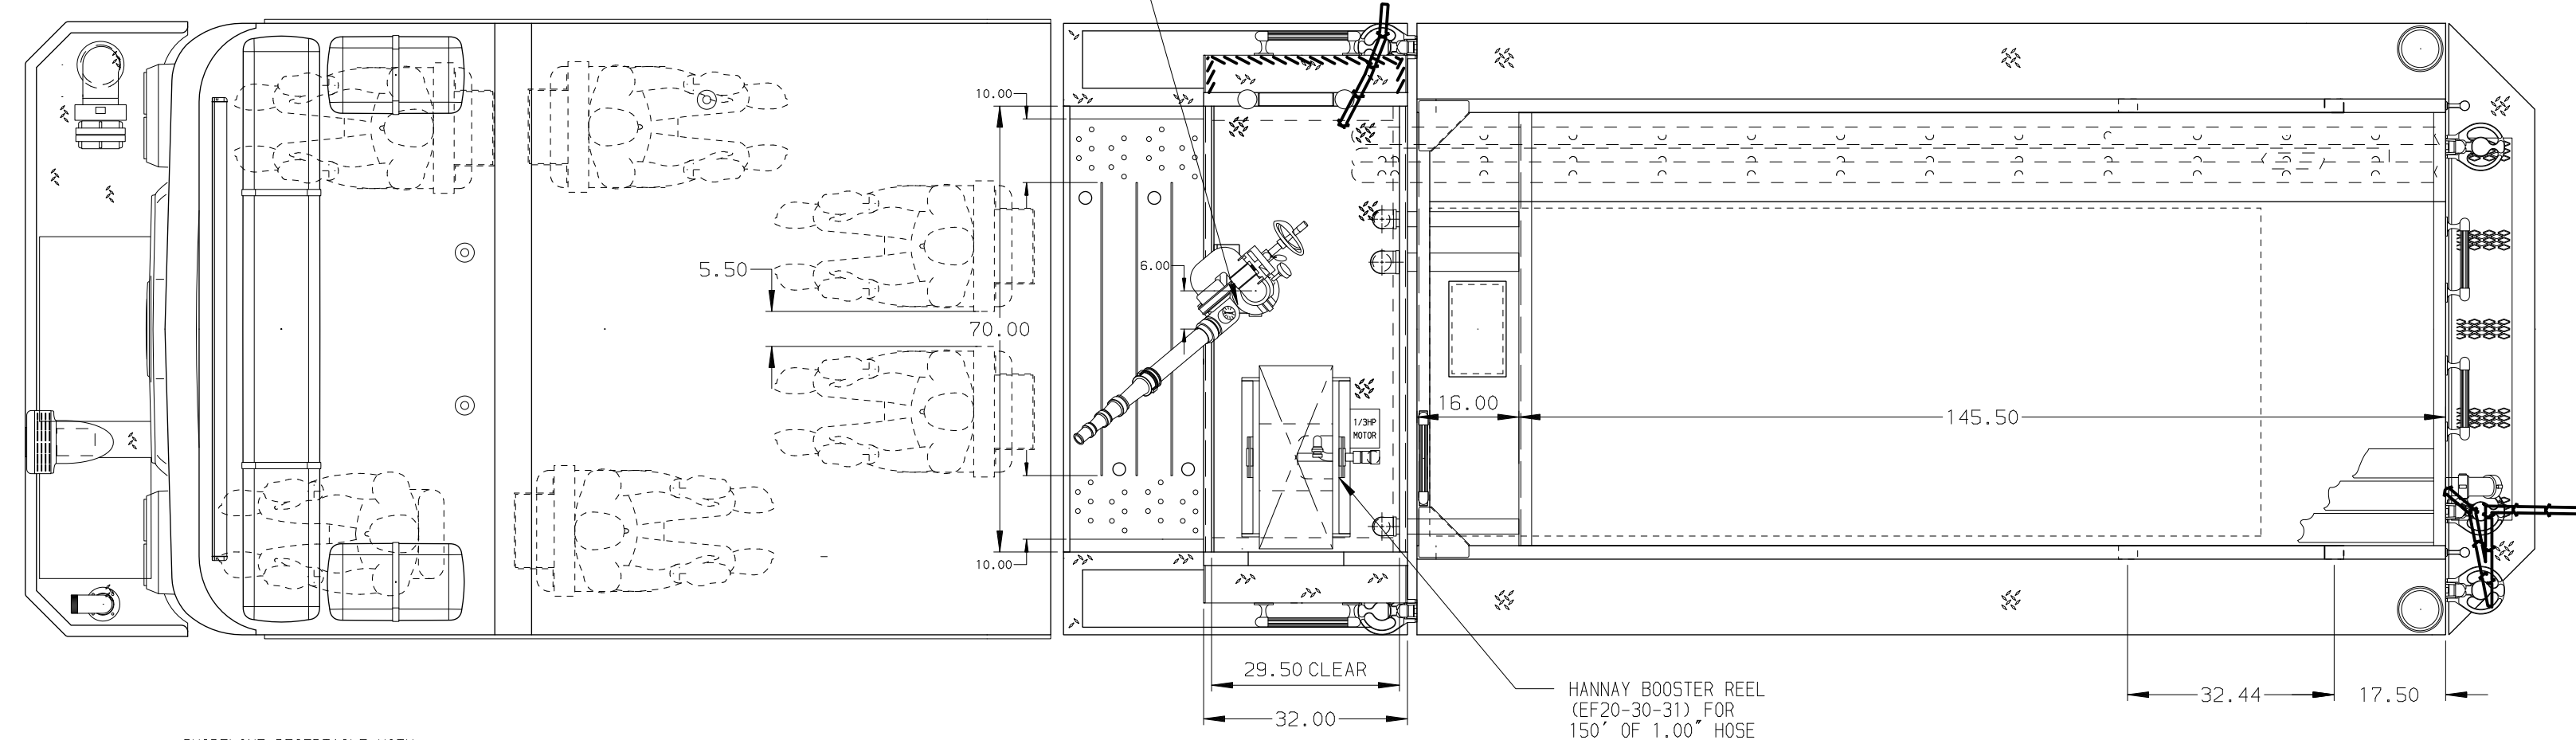 10.00
5.50
6.00
70.00
16.00
145.50
1/3HP
MOTOR
10.00
29.50 CLEAR
32.00
HANNAY BOOSTER REEL
(EF20-30-31) FOR
150' OF 1.00" HOSE
32.44
17.50